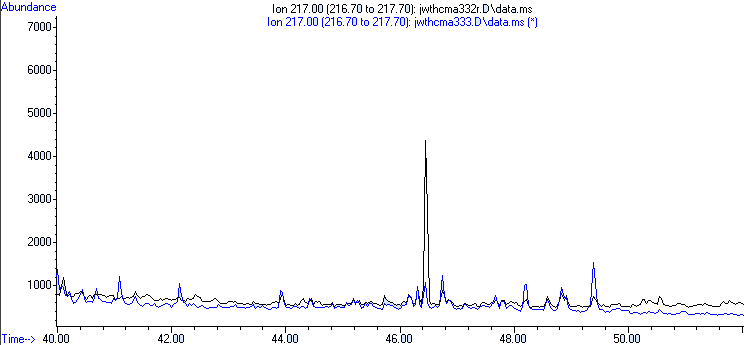 Abundance
Ion 217.00 (216.70 to 217.70): jwthcma332r.D\data.ms
Ion 217.00 (216.70 to 217.70): jwthcma333.D\data.ms (*)
7000
6000
5000
4000
3000
2000
1000
Time-->
40.00 42.00 44.00 46.00 48.00 50.00